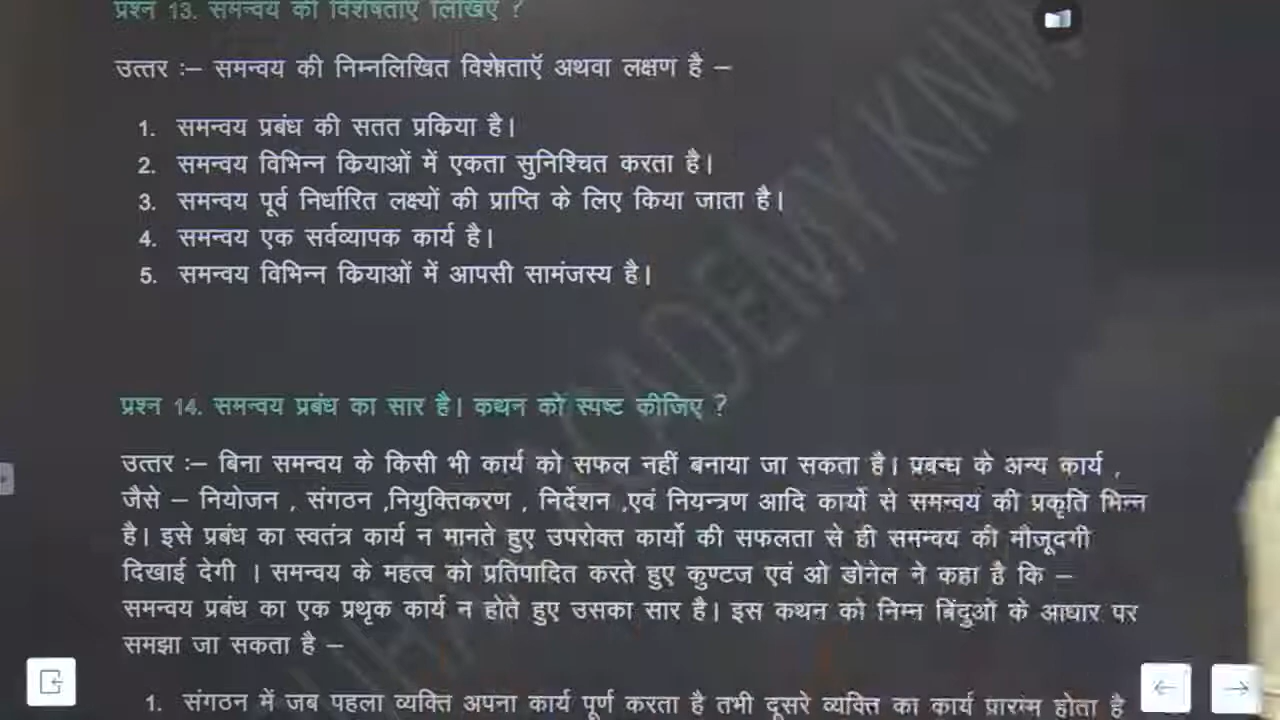 प्रश्न 13. समन्वय की विशेषताएँ लिखिए ?
उत्तर :– समन्वय की निम्नलिखित विशेषताएँ अथवा लक्षण है –
1. समन्वय प्रबंध की सतत प्रकिया है।
2. समन्वय विभिन्न कियाओं में एकता सुनिश्चित करता है।
3. समन्वय पूर्व निर्धारित लक्ष्यों की प्राप्ति के लिए किया जाता है।
4. समन्वय एक सर्वव्यापक कार्य है।
5. समन्वय विभिन्न कियाओं में आपसी सामंजस्य है।
प्रश्न 14. समन्वय प्रबंध का सार है। कथन को स्पष्ट कीजिए ?
उत्तर :– बिना समन्वय के किसी भी कार्य को सफल नहीं बनाया जा सकता है। प्रबन्ध के अन्य कार्य ,
जैसे – नियोजन , संगठन ,नियुक्तिकरण , निर्देशन ,एवं नियन्त्रण आदि कार्यो से समन्वय की प्रकृति भिन्न
है। इसे प्रबंध का स्वतंत्र कार्य न मानते हुए उपरोक्त कार्यो की सफलता से ही समन्वय की मौजूदगी
दिखाई देगी । समन्वय के महत्व को प्रतिपादित करते हुए कुण्टज एवं ओ डोनेल ने कहा है कि –
समन्वय प्रबंध का एक प्रथृक कार्य न होते हुए उसका सार है। इस कथन को निम्न बिंदुओं के आधार पर
समझा जा सकता है –
1. संगठन में जब पहला व्यक्ति अपना कार्य पूर्ण करता है तभी दूसरे व्यक्ति का कार्य प्रारम्भ होता है
ACADEMY KNW